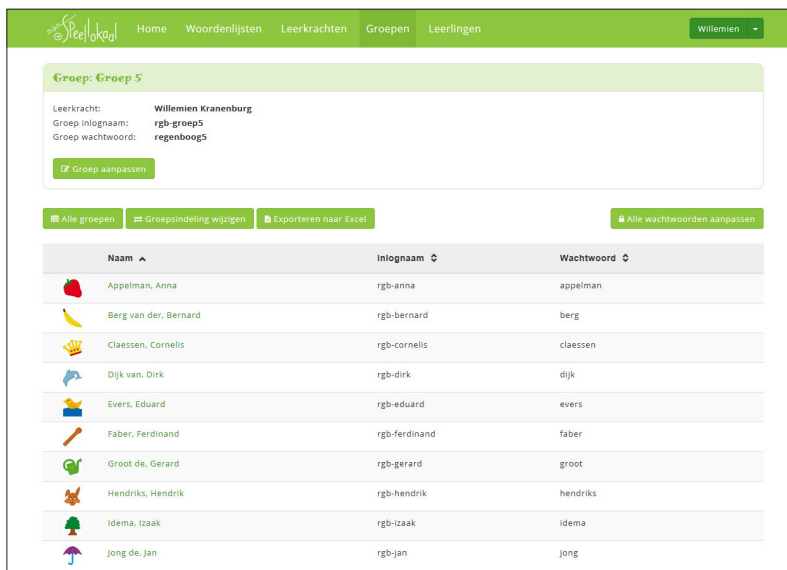 mijn Speellokaal Home Woordenlijsten Leerkrachten Groepen Leerlingen Willemien
Groep: Groep 5
Leerkracht: Willemien Kranenburg
Groep inlognaam: rgb-groep5
Groep wachtwoord: regenboog5
Groep aanpassen
Alle groepen Groepsindeling wijzigen Exporteren naar Excel Alle wachtwoorden aanpassen
Naam Inlognaam Wachtwoord
Appelman, Anna rgb-anna appelman
Berg van der, Bernard rgb-bernard berg
Claessen, Cornelis rgb-cornelis claessen
Dijk van, Dirk rgb-dirk dijk
Evers, Eduard rgb-eduard evers
Faber, Ferdinand rgb-ferdinand faber
Groot de, Gerard rgb-gerard groot
Hendriks, Hendrik rgb-hendrik hendriks
Idema, Izaak rgb-izaak idema
Jong de, Jan rgb-jan jong